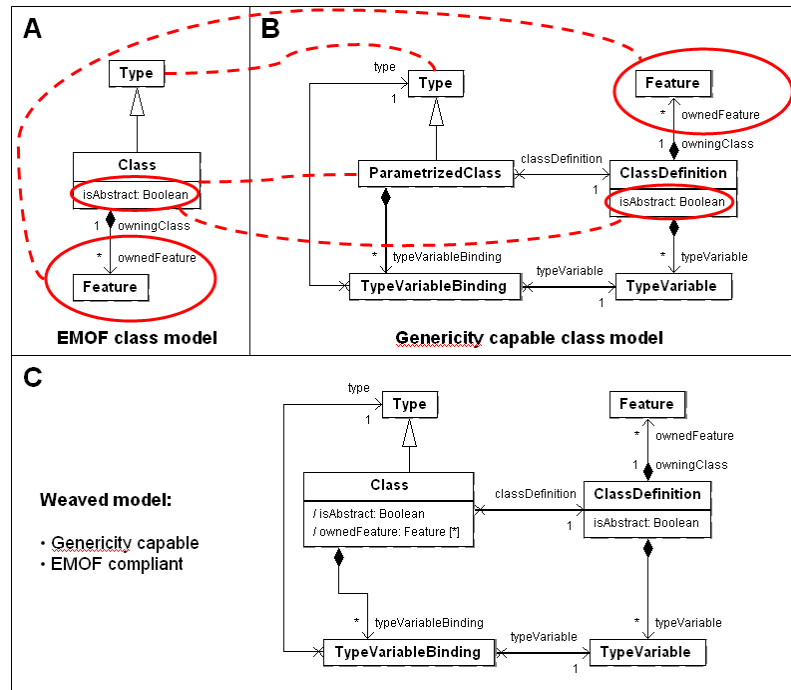 A
Type
Class
isAbstract: Boolean
1
owningClass
*
ownedFeature
Feature
EMOF class model
B
type
1
Type
Feature
*
ownedFeature
1
owningClass
ParametrizedClass
classDefinition
1
ClassDefinition
isAbstract: Boolean
*
typeVariableBinding
*
typeVariable
TypeVariableBinding
typeVariable
1
TypeVariable
Genericity capable class model
C
type
1
Type
Feature
*
ownedFeature
1
owningClass
Class
/ isAbstract: Boolean
/ ownedFeature: Feature [*]
classDefinition
1
ClassDefinition
isAbstract: Boolean
Weaved model:
• Genericity capable
• EMOF compliant
*
typeVariableBinding
*
typeVariable
TypeVariableBinding
typeVariable
1
TypeVariable